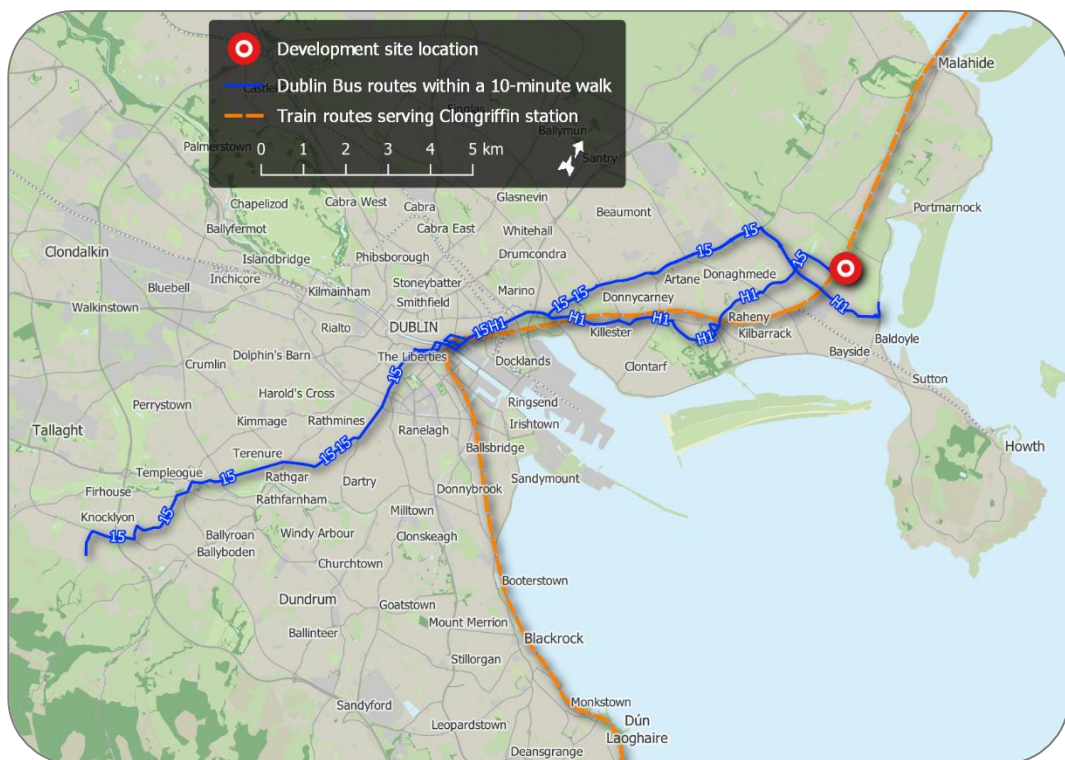 Development site location
Dublin Bus routes within a 10-minute walk
Train routes serving Clongriffin station
0 1 2 3 4 5 km
Malahide
Castleknock
Finglas
Ballymun
Santry
Palmerstown
Portmarnock
Chapelizod
Cabra West
Cabra
Glasnevin
Beaumont
Ballyfermot
Cabra East
Whitehall
15
Clondalkin
Islandbridge
Phibsborough
Drumcondra
15
15
Inchicore
Artane
Donaghmede
Bluebell
Kilmainham
Stoneybatter
Marino
15-15
Donnycarney
H1
H1
Walkinstown
Smithfield
Rialto
DUBLIN
15H1
H1
H1
Raheny
Killester
H1
Kilbarrack
Baldoyle
Crumlin
Dolphin's Barn
The Liberties
Docklands
Clontarf
Bayside
15
Sutton
Perrystown
Harold's Cross
Ringsend
Tallaght
Kimmage
Rathmines
Ranelagh
Irishtown
Howth
Terenure
15-15
Ballsbridge
Templeogue
15
Rathgar
Dartry
Sandymount
Firhouse
Rathfarnham
Donnybrook
Knocklyon
15
Milltown
15
Ballyroan
Windy Arbour
Clonskeagh
Ballyboden
Churchtown
Booterstown
Dundrum
Goatstown
Mount Merrion
Ballinteer
Blackrock
Stillorgan
Sandyford
Monkstown
Leopardstown
Dún
Laoghaire
Deansgrange